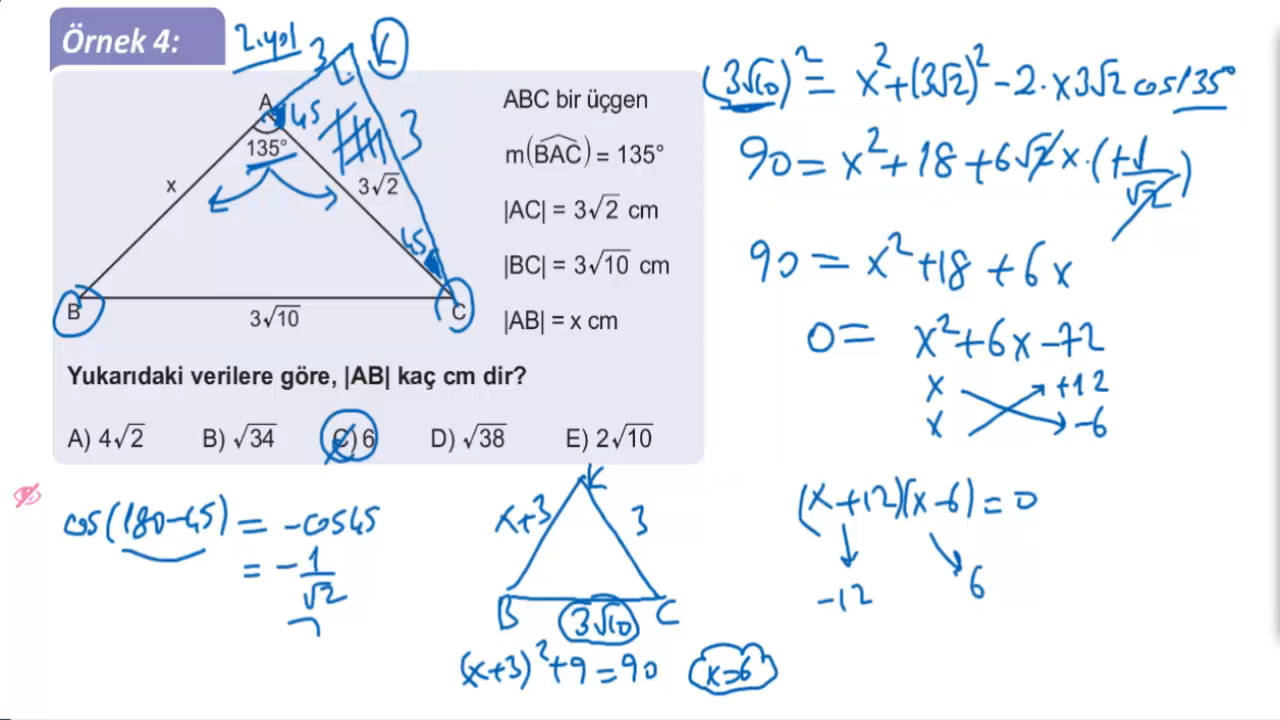 Örnek 4:
2.yol
3
K
A
45
135°
3
x
3√2
45
B
C
3√10
ABC bir üçgen
m(BAC) = 135°
|AC| = 3√2 cm
|BC| = 3√10 cm
|AB| = x cm
Yukarıdaki verilere göre, |AB| kaç cm dir?
A) 4√2 B) √34 C) 6 D) √38 E) 2√10
(3√10)² = x² + (3√2)² - 2·x3√2 cos135°
90 = x² + 18 + 6√2x·(+1/√2)
90 = x² + 18 + 6x
0 = x² + 6x - 72
x +12
x -6
(x+12)(x-6) = 0
-12 6
cos(180-45) = -cos45
= -1/√2
K
x+3
3
B
3√10
C
(x+3)² + 9 = 90
x=6